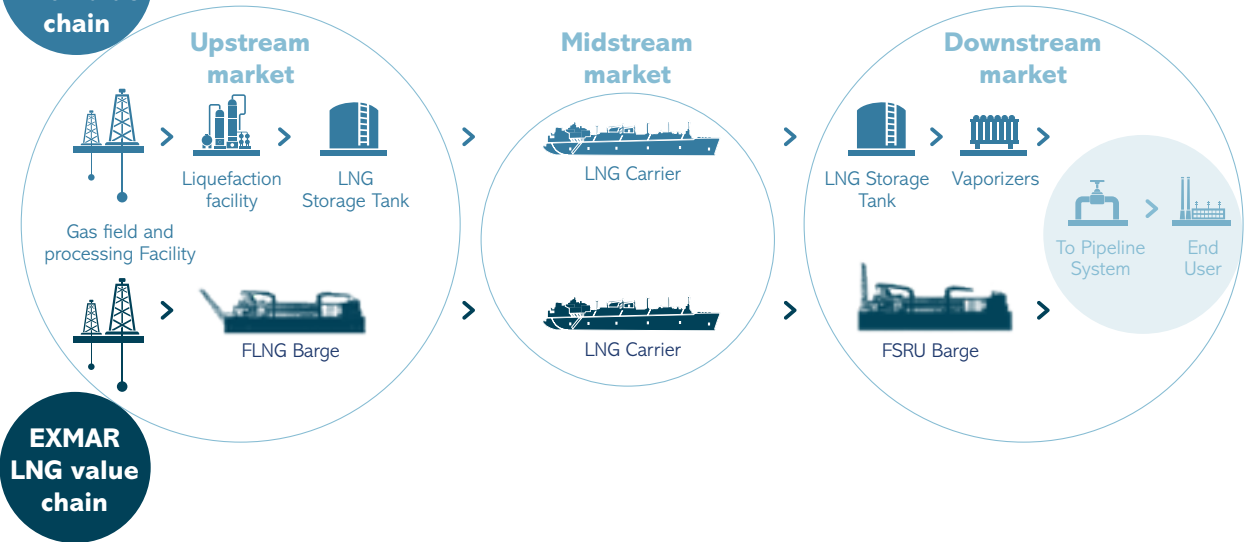 chain
Upstream
market
Midstream
market
Downstream
market
Liquefaction
facility
LNG
Storage Tank
LNG Carrier
LNG Storage
Tank
Vaporizers
Gas field and
processing Facility
To Pipeline
System
End
User
FLNG Barge
LNG Carrier
FSRU Barge
EXMAR
LNG value
chain